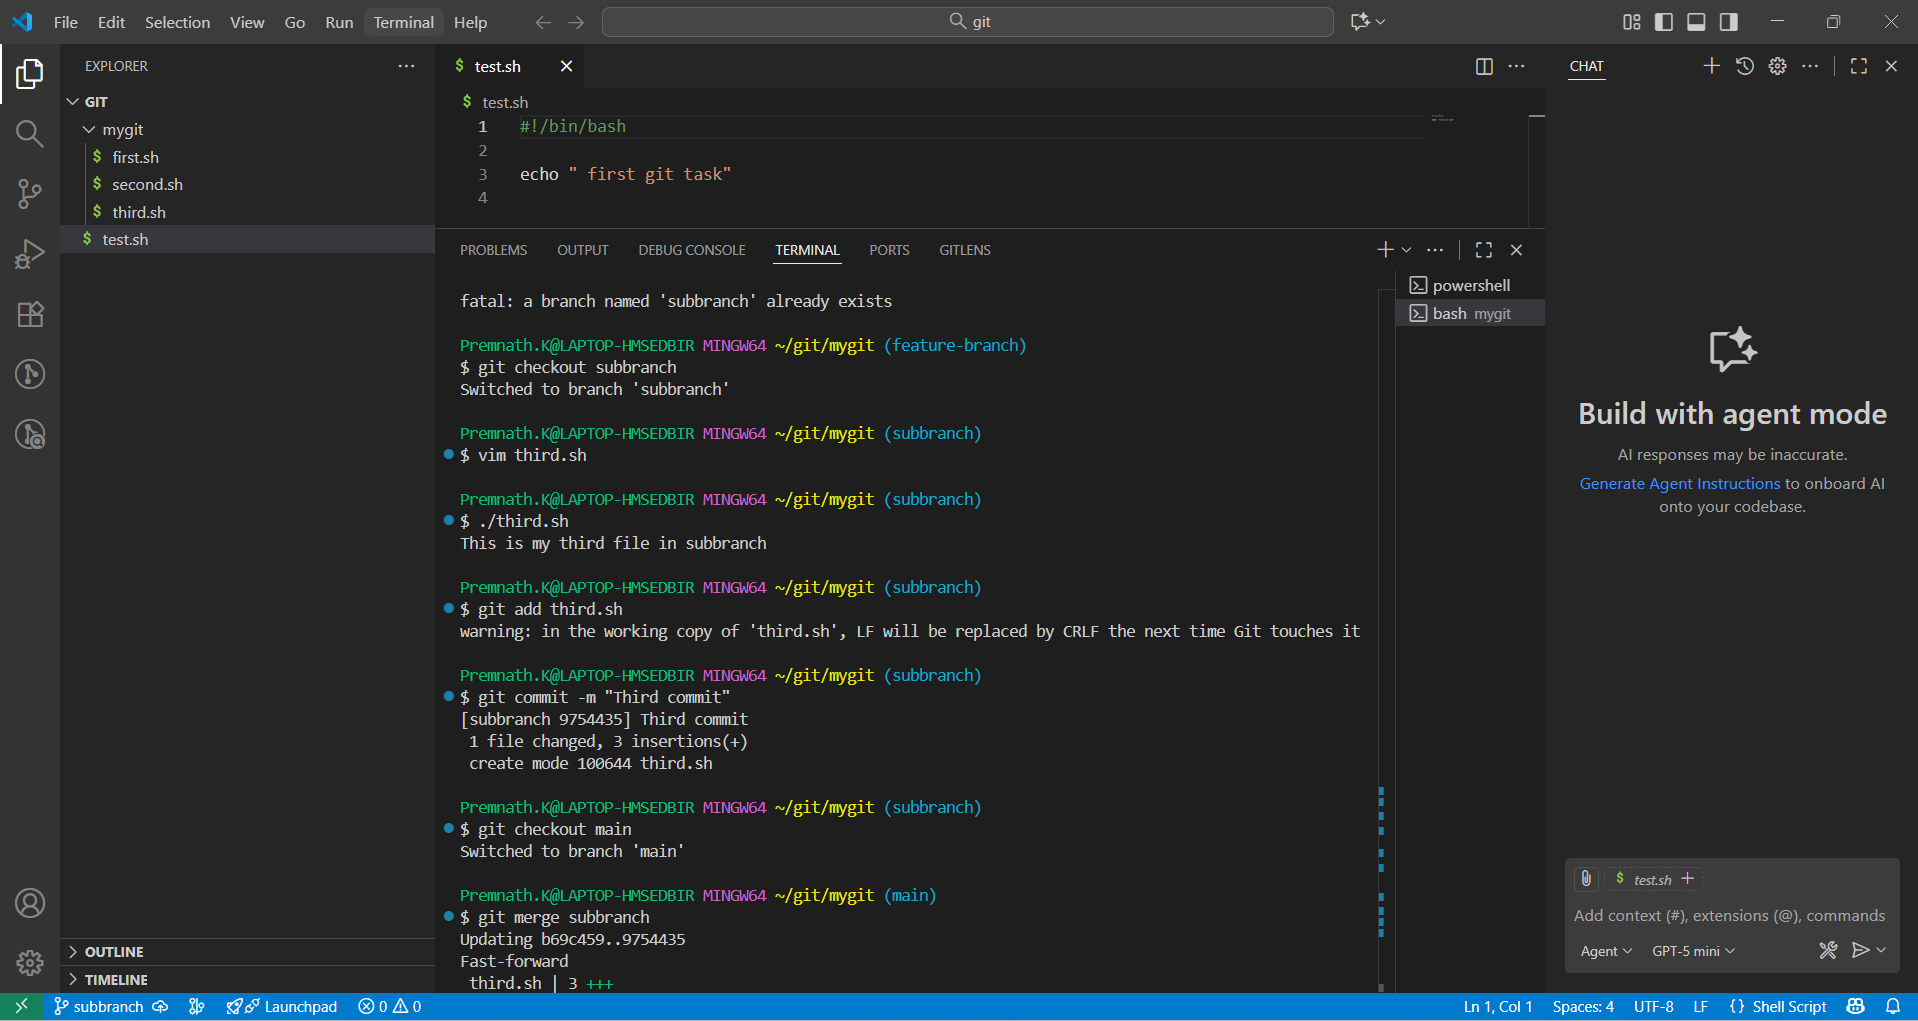 File Edit Selection View Go Run Terminal Help
git
EXPLORER
GIT
mygit
$ first.sh
$ second.sh
$ third.sh
$ test.sh
OUTLINE
TIMELINE
$ test.sh
$ test.sh
1 #!/bin/bash
2
3 echo " first git task"
4
PROBLEMS OUTPUT DEBUG CONSOLE TERMINAL PORTS GITLENS
powershell
bash mygit
fatal: a branch named 'subbranch' already exists
Premnath.K@LAPTOP-HMSEDBIR MINGW64 ~/git/mygit (feature-branch)
$ git checkout subbranch
Switched to branch 'subbranch'
Premnath.K@LAPTOP-HMSEDBIR MINGW64 ~/git/mygit (subbranch)
$ vim third.sh
Premnath.K@LAPTOP-HMSEDBIR MINGW64 ~/git/mygit (subbranch)
$ ./third.sh
This is my third file in subbranch
Premnath.K@LAPTOP-HMSEDBIR MINGW64 ~/git/mygit (subbranch)
$ git add third.sh
warning: in the working copy of 'third.sh', LF will be replaced by CRLF the next time Git touches it
Premnath.K@LAPTOP-HMSEDBIR MINGW64 ~/git/mygit (subbranch)
$ git commit -m "Third commit"
[subbranch 9754435] Third commit
1 file changed, 3 insertions(+)
create mode 100644 third.sh
Premnath.K@LAPTOP-HMSEDBIR MINGW64 ~/git/mygit (subbranch)
$ git checkout main
Switched to branch 'main'
Premnath.K@LAPTOP-HMSEDBIR MINGW64 ~/git/mygit (main)
$ git merge subbranch
Updating b69c459..9754435
Fast-forward
third.sh | 3 +++
CHAT
Build with agent mode
AI responses may be inaccurate.
Generate Agent Instructions to onboard AI
onto your codebase.
$ test.sh
Add context (#), extensions (@), commands
Agent GPT-5 mini
subbranch Launchpad 0 0 Ln 1, Col 1 Spaces: 4 UTF-8 LF {} Shell Script